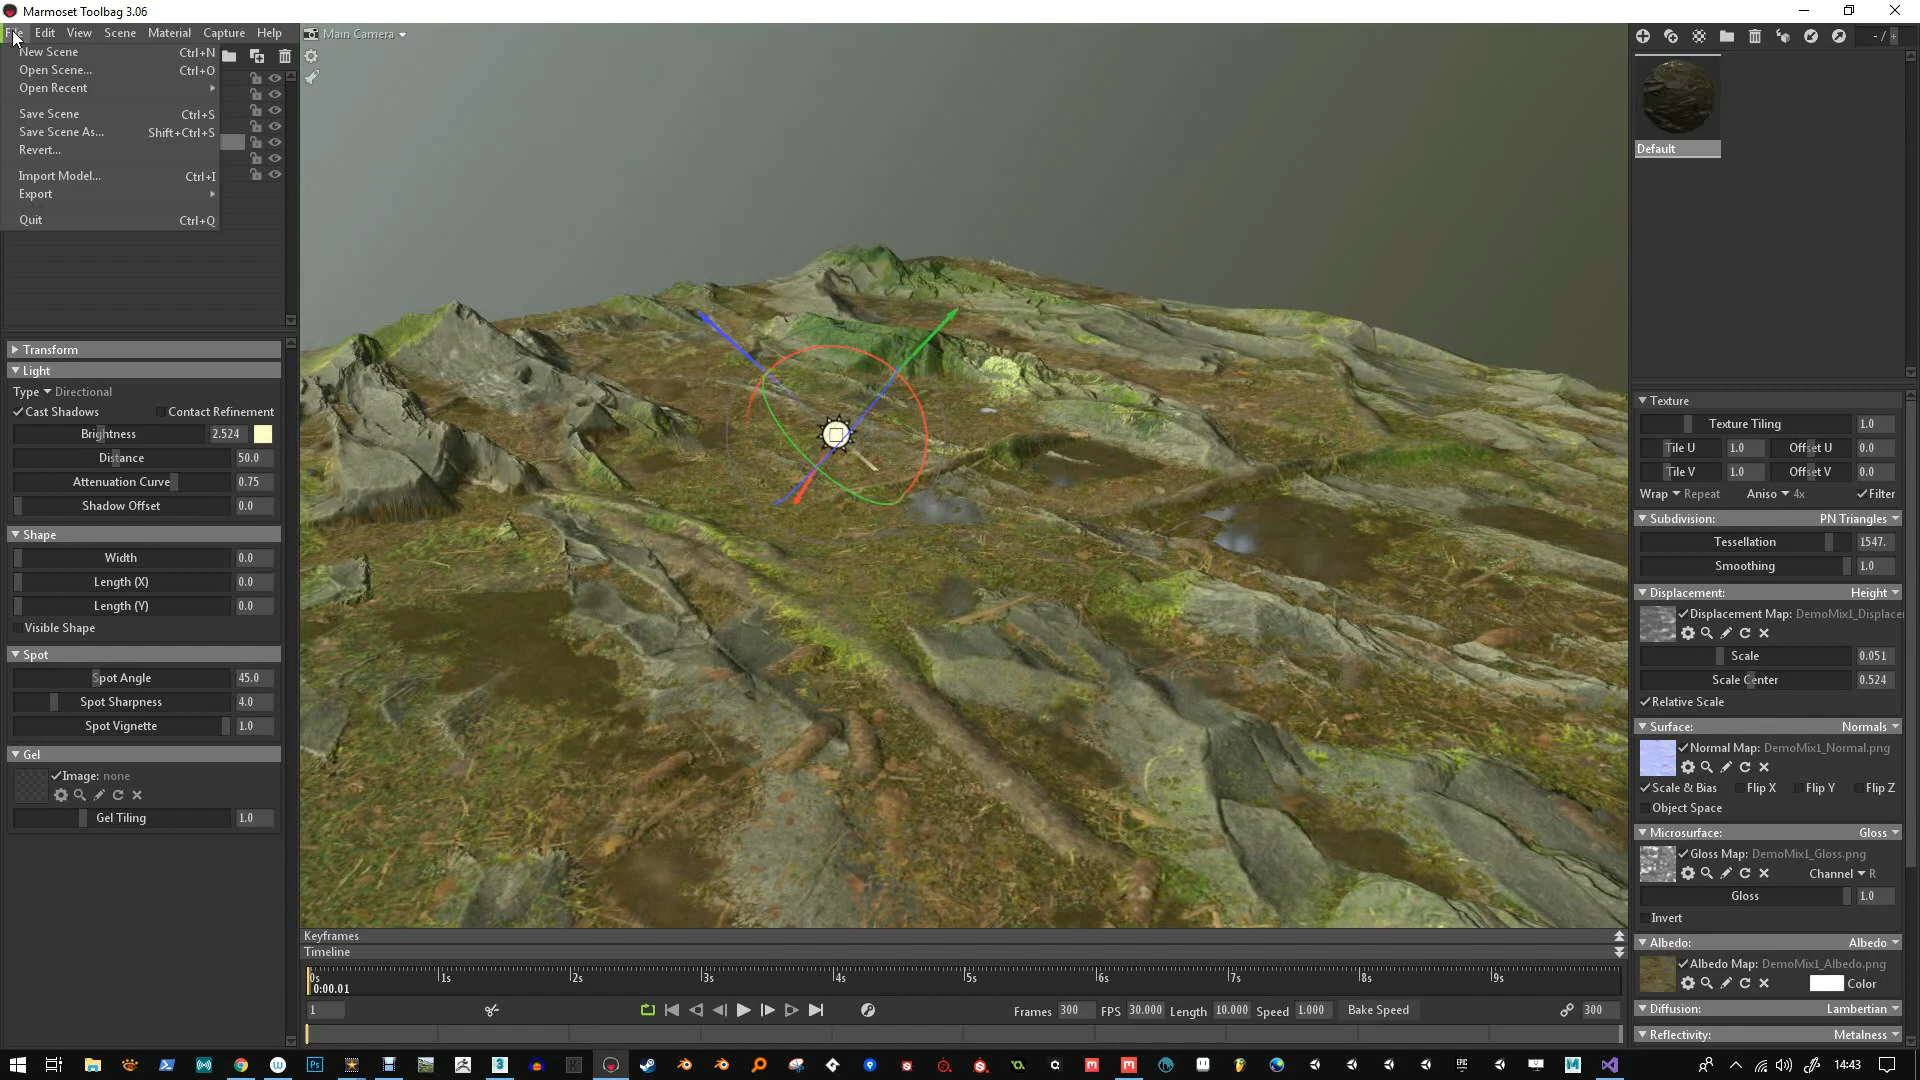 Marmoset Toolbag 3.06
File Edit View Scene Material Capture Help
New Scene Ctrl+N
Open Scene... Ctrl+O
Open Recent
Save Scene Ctrl+S
Save Scene As... Shift+Ctrl+S
Revert...
Import Model... Ctrl+I
Export
Quit Ctrl+Q
Transform
Light
Type Directional
Cast Shadows Contact Refinement
Brightness 2.524
Distance 50.0
Attenuation Curve 0.75
Shadow Offset 0.0
Shape
Width 0.0
Length (X) 0.0
Length (Y) 0.0
Visible Shape
Spot
Spot Angle 45.0
Spot Sharpness 4.0
Spot Vignette 1.0
Gel
Image: none
Gel Tiling 1.0
Main Camera
Keyframes
Timeline
0s 1s 2s 3s 4s 5s 6s 7s 8s 9s
0:00.01
1 Frames 300 FPS 30.000 Length 10.000 Speed 1.000 Bake Speed 300
- / +
Default
Texture
Texture Tiling 1.0
Tile U 1.0 Offset U 0.0
Tile V 1.0 Offset V 0.0
Wrap Repeat Aniso 4x Filter
Subdivision: PN Triangles
Tessellation 1547.
Smoothing 1.0
Displacement: Height
Displacement Map: DemoMix1_Displace
Scale 0.051
Scale Center 0.524
Relative Scale
Surface: Normals
Normal Map: DemoMix1_Normal.png
Scale & Bias Flip X Flip Y Flip Z
Object Space
Microsurface: Gloss
Gloss Map: DemoMix1_Gloss.png
Channel R
Gloss 1.0
Invert
Albedo: Albedo
Albedo Map: DemoMix1_Albedo.png
Color
Diffusion: Lambertian
Reflectivity: Metalness
14:43